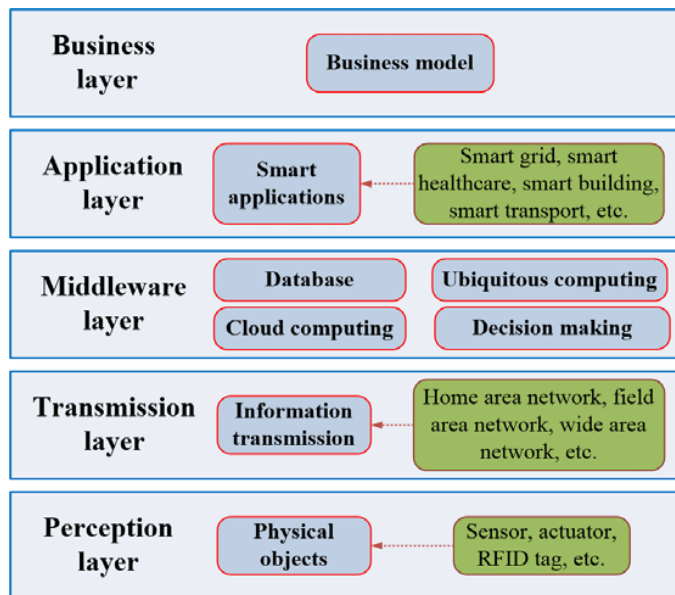 Business
layer
Business model
Application
layer
Smart
applications
Smart grid, smart
healthcare, smart building,
smart transport, etc.
Middleware
layer
Database
Ubiquitous computing
Cloud computing
Decision making
Transmission
layer
Information
transmission
Home area network, field
area network, wide area
network, etc.
Perception
layer
Physical
objects
Sensor, actuator,
RFID tag, etc.